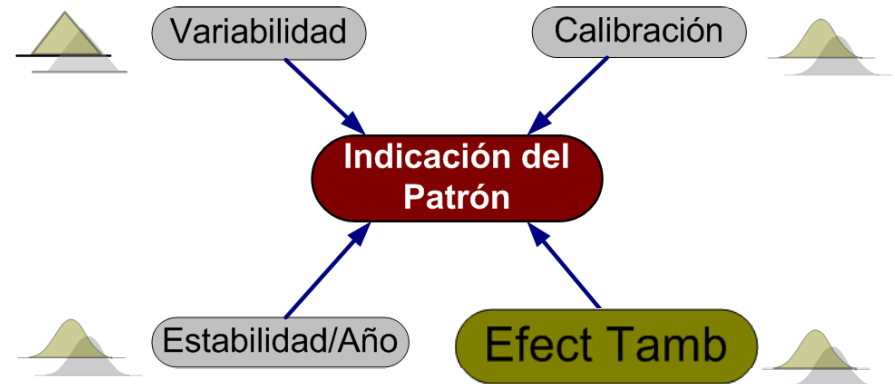 Variabilidad
Calibración
Indicación del
Patrón
Estabilidad/Año
Efect Tamb